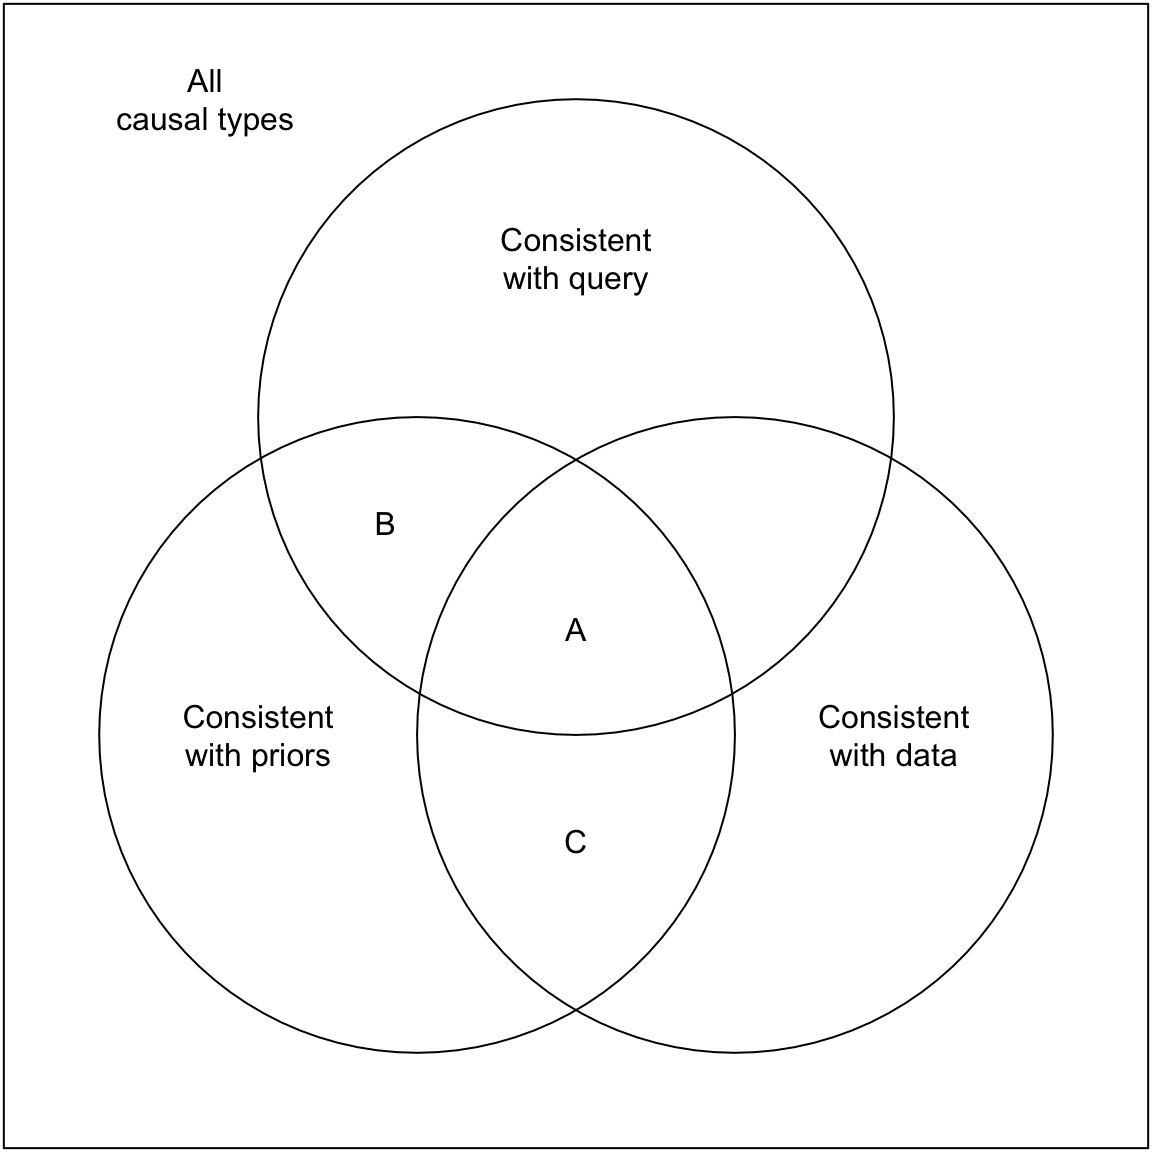 All
causal types
Consistent
with query
B
A
Consistent
with priors
Consistent
with data
C